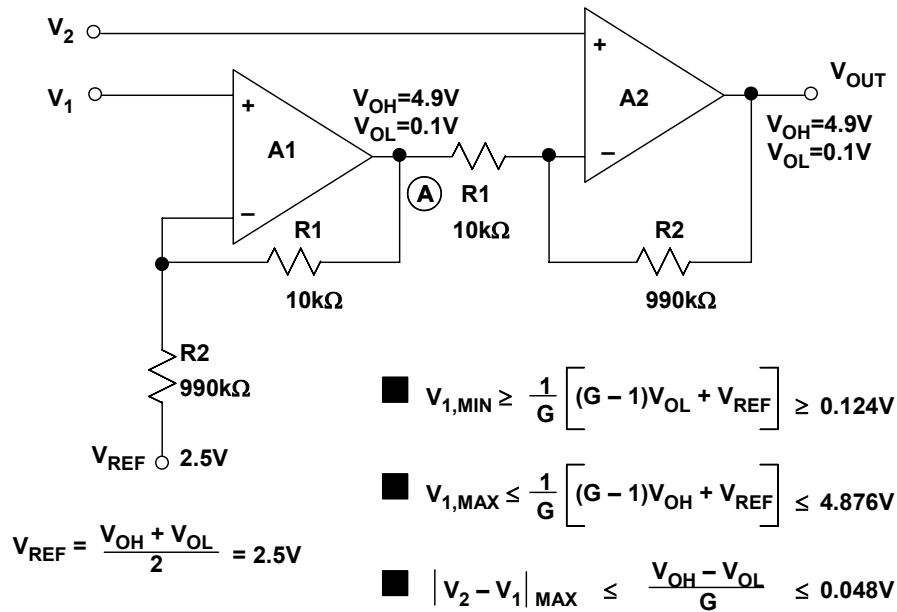 V2
V1
+
A1
−
VOH=4.9V
VOL=0.1V
A
R1
10kΩ
+
A2
−
VOUT
VOH=4.9V
VOL=0.1V
R1
10kΩ
R2
990kΩ
R2
990kΩ
VREF 2.5V
VREF = (VOH + VOL)/2 = 2.5V
V1,MIN ≥ 1/G [(G − 1)VOL + VREF] ≥ 0.124V
V1,MAX ≤ 1/G [(G − 1)VOH + VREF] ≤ 4.876V
|V2 − V1| MAX ≤ (VOH − VOL)/G ≤ 0.048V